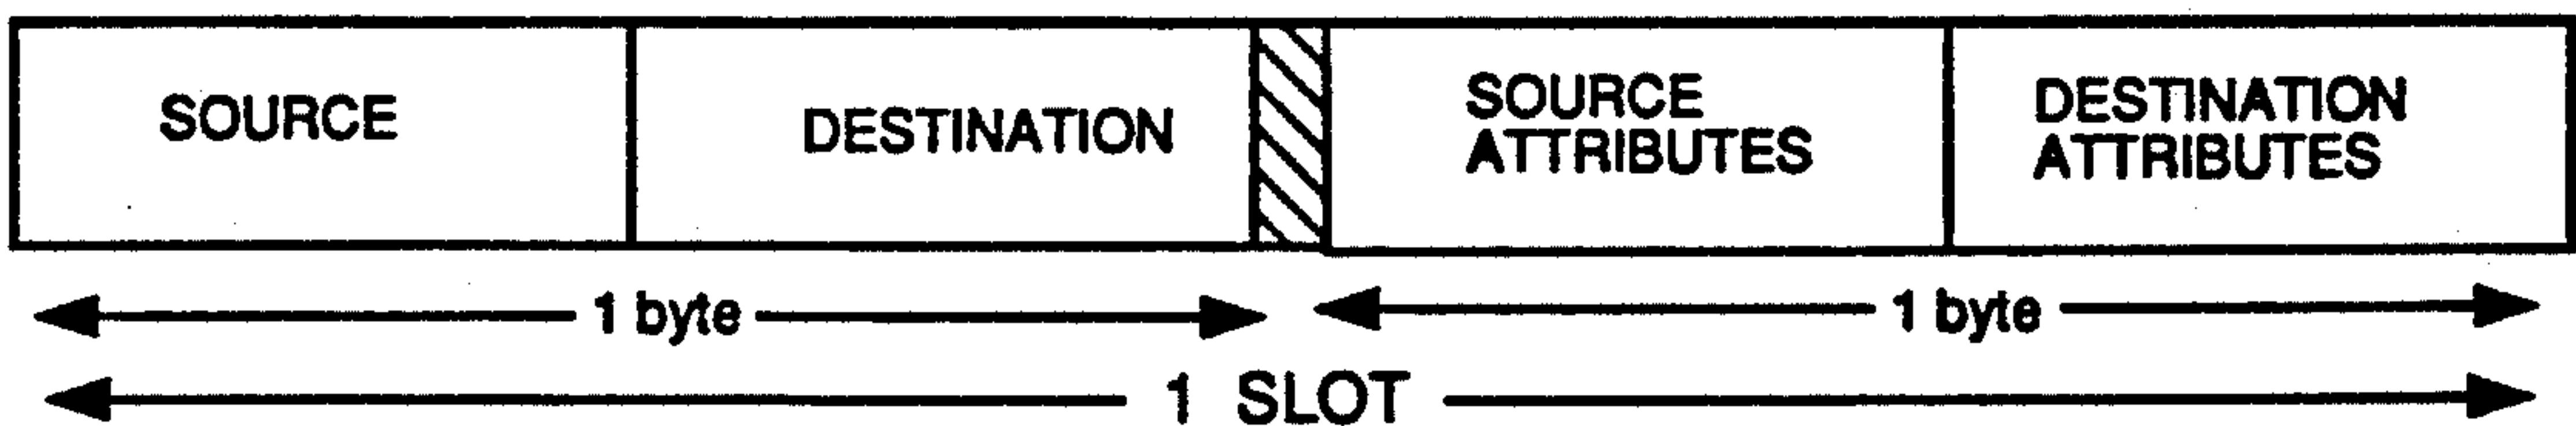 SOURCE
DESTINATION
SOURCE
ATTRIBUTES
DESTINATION
ATTRIBUTES
1 byte
1 byte
1 SLOT